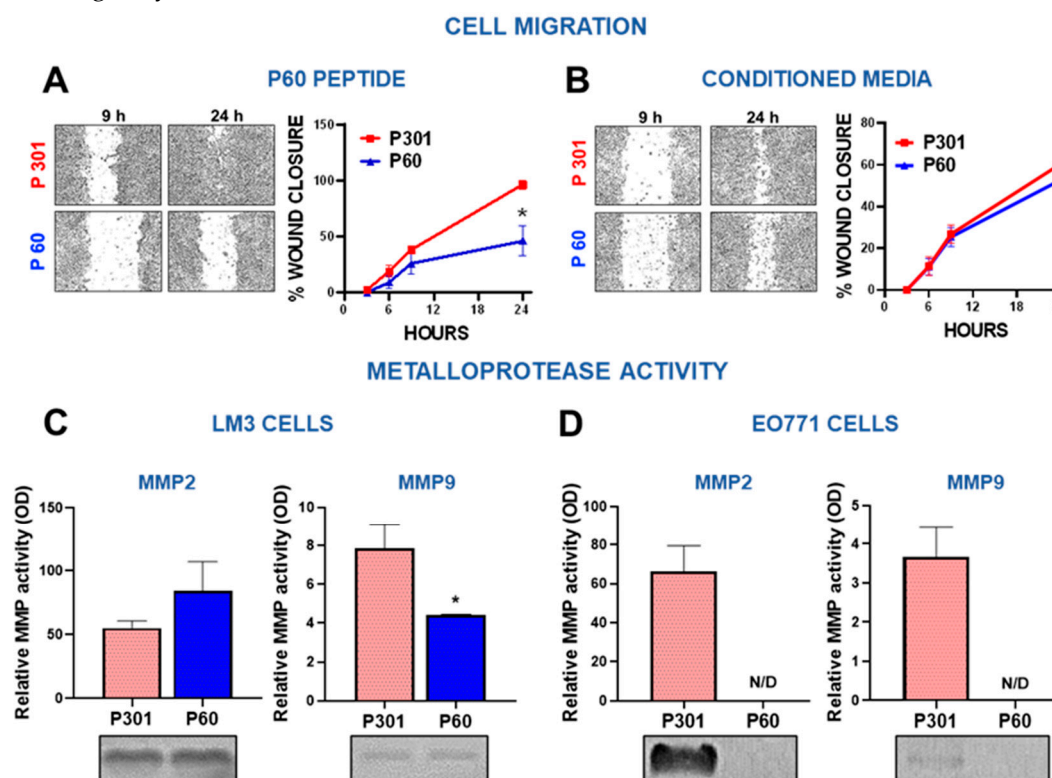 CELL MIGRATION
A
P60 PEPTIDE
9 h
24 h
P 301
P 60
% WOUND CLOSURE
150
100
50
0
P301
P60
*
0
6
12
18
24
HOURS
B
CONDITIONED MEDIA
9 h
24 h
P 301
P 60
% WOUND CLOSURE
80
60
40
20
0
P301
P60
0
6
12
18
HOURS
METALLOPROTEASE ACTIVITY
C
LM3 CELLS
MMP2
Relative MMP activity (OD)
150
100
50
0
P301
P60
MMP9
Relative MMP activity (OD)
8
6
4
2
0
*
P301
P60
D
EO771 CELLS
MMP2
Relative MMP activity (OD)
100
80
60
40
20
0
N/D
P301
P60
MMP9
Relative MMP activity (OD)
5
4
3
2
1
0
N/D
P301
P60